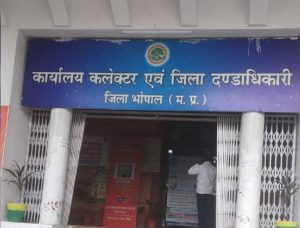 कार्यालय कलेक्टर एवं जिला दण्डाधिकारी
जिला भोपाल ( म. प्र. )